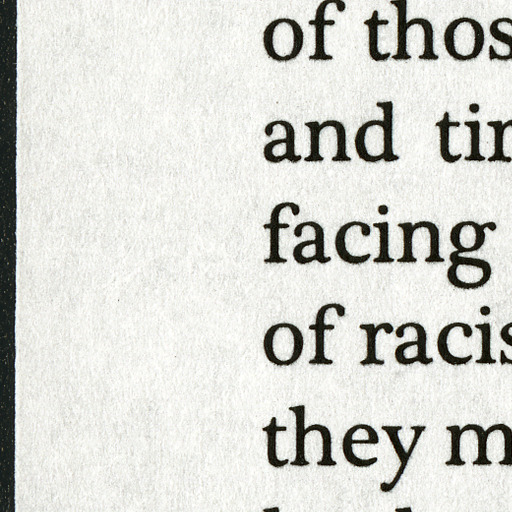 of thos
and tin
facing
of racis
they m